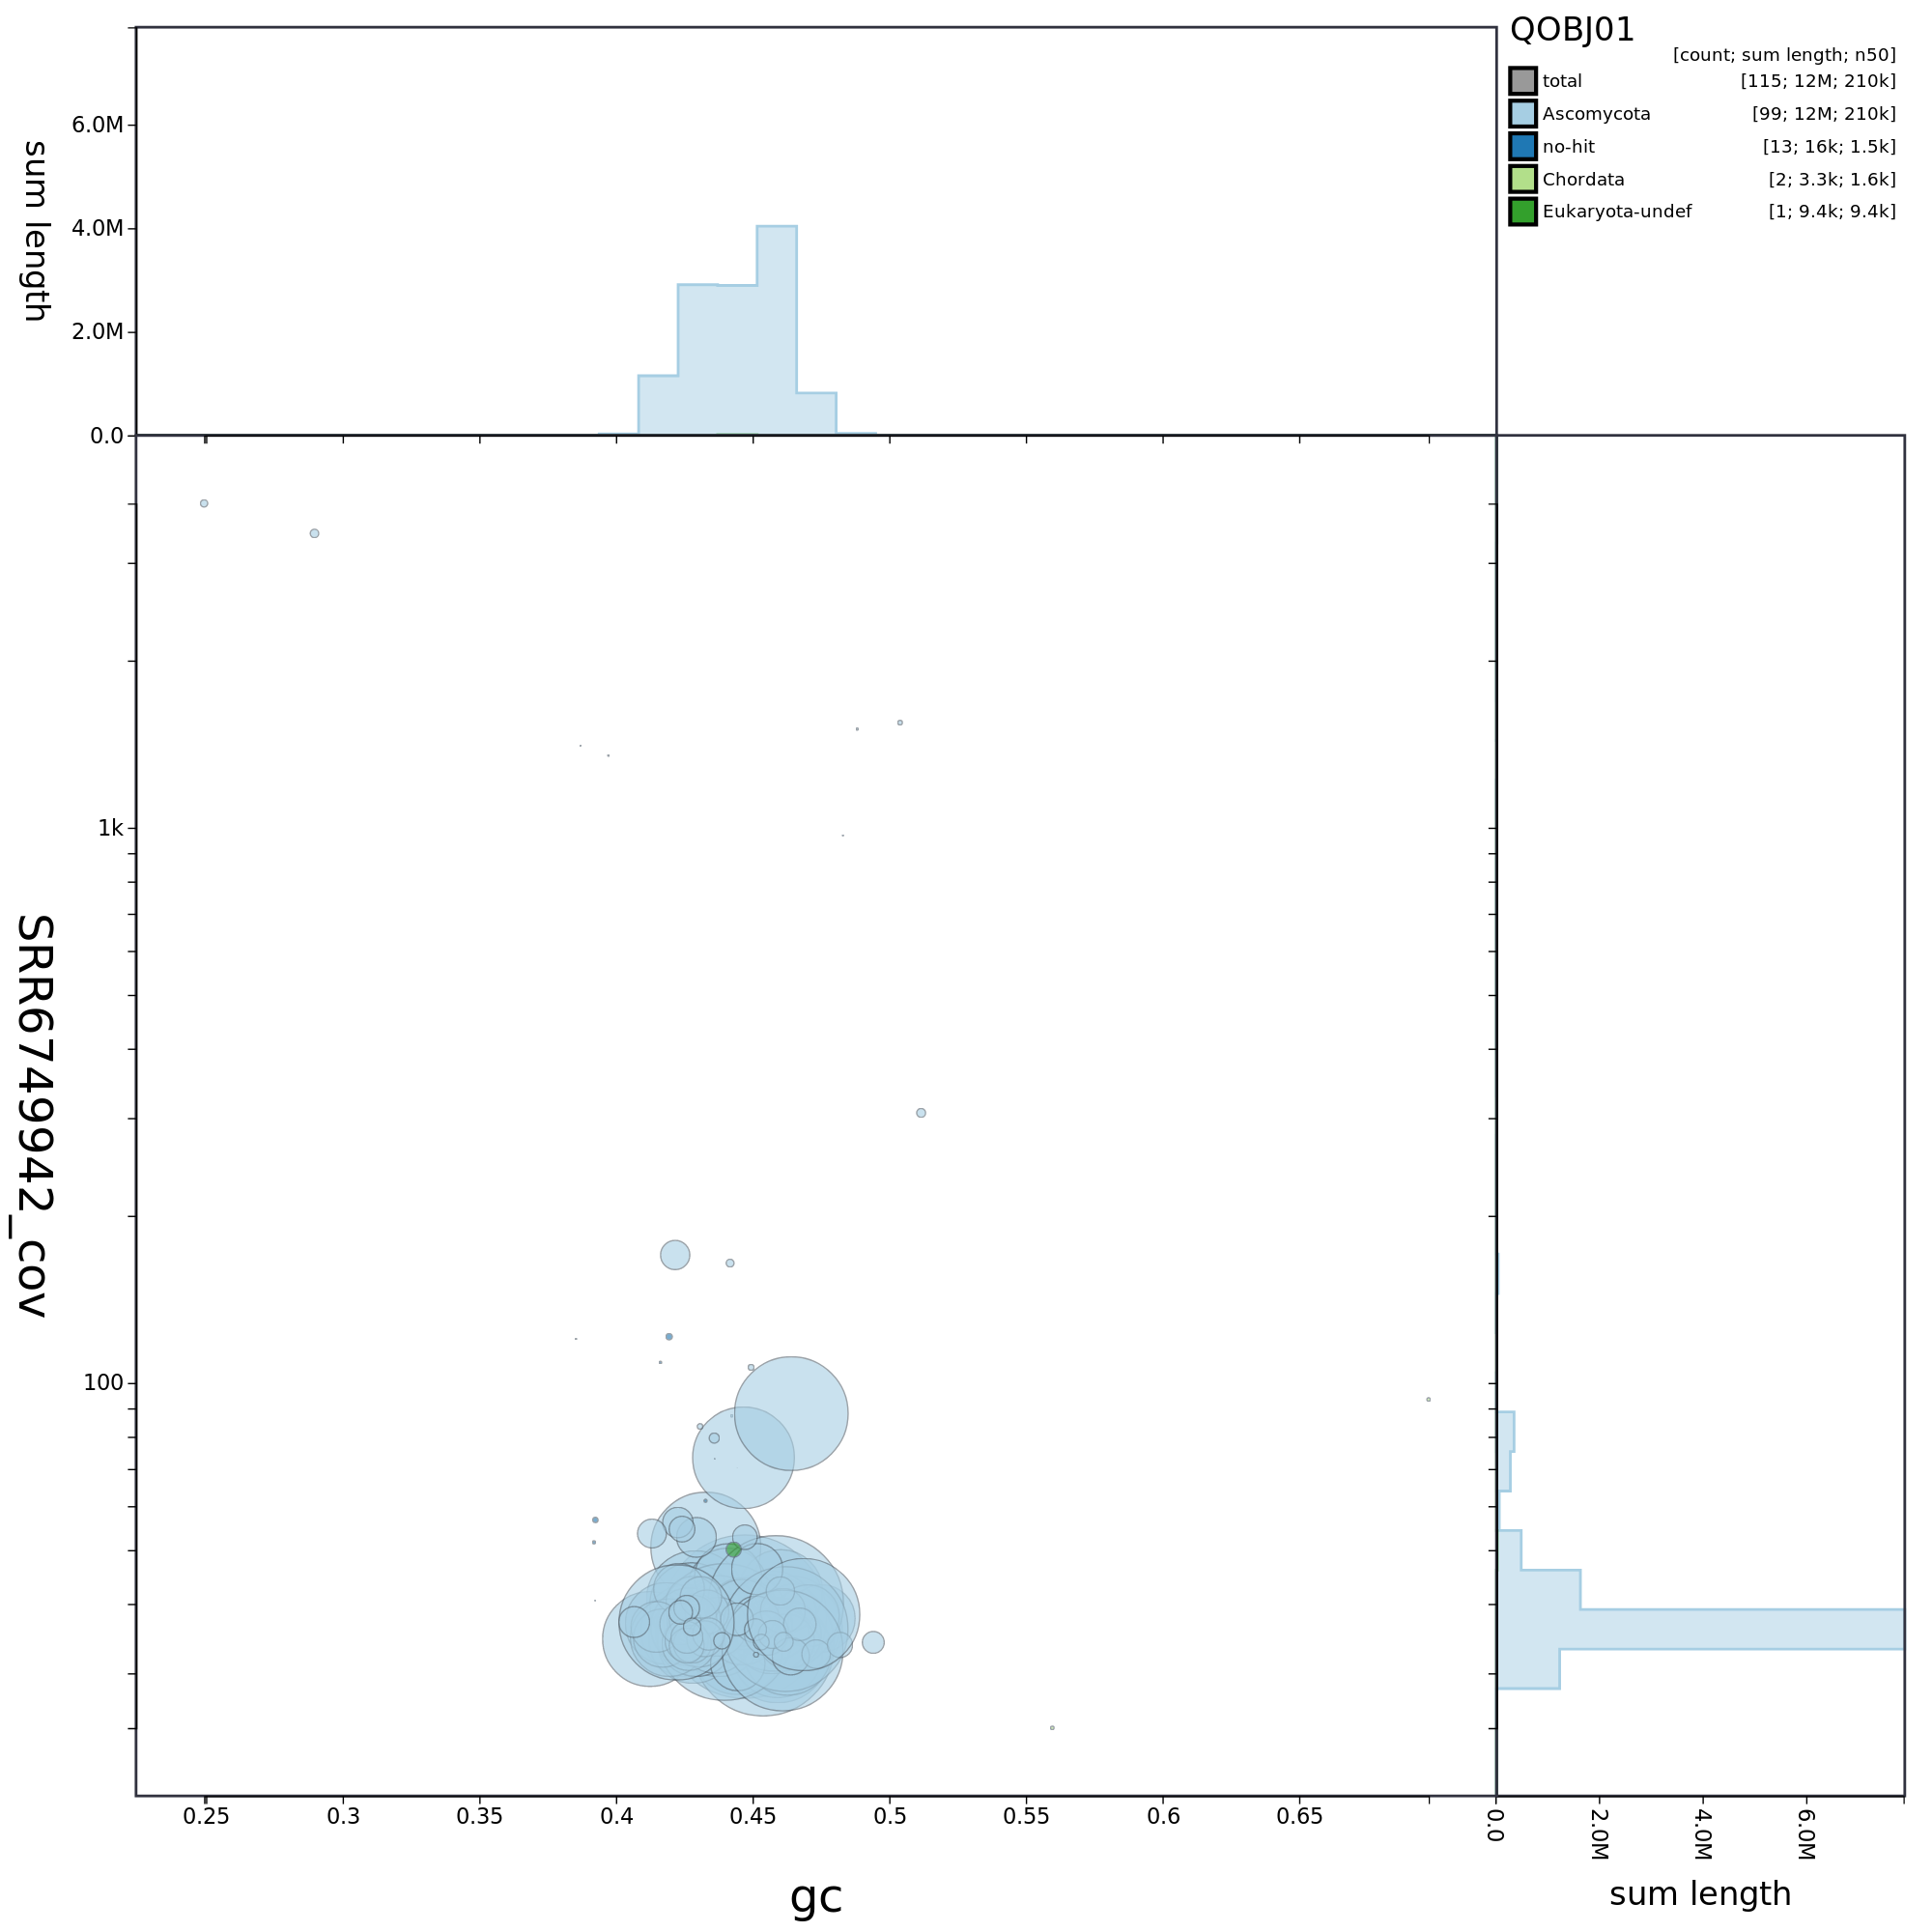 QOBJ01
[count; sum length; n50]
total [115; 12M; 210k]
Ascomycota [99; 12M; 210k]
no-hit [13; 16k; 1.5k]
Chordata [2; 3.3k; 1.6k]
Eukaryota-undef [1; 9.4k; 9.4k]
sum length
6.0M
4.0M
2.0M
0.0
SRR6749942_cov
1k
100
0.25 0.3 0.35 0.4 0.45 0.5 0.55 0.6 0.65
gc
0.0 2.0M 4.0M 6.0M
sum length